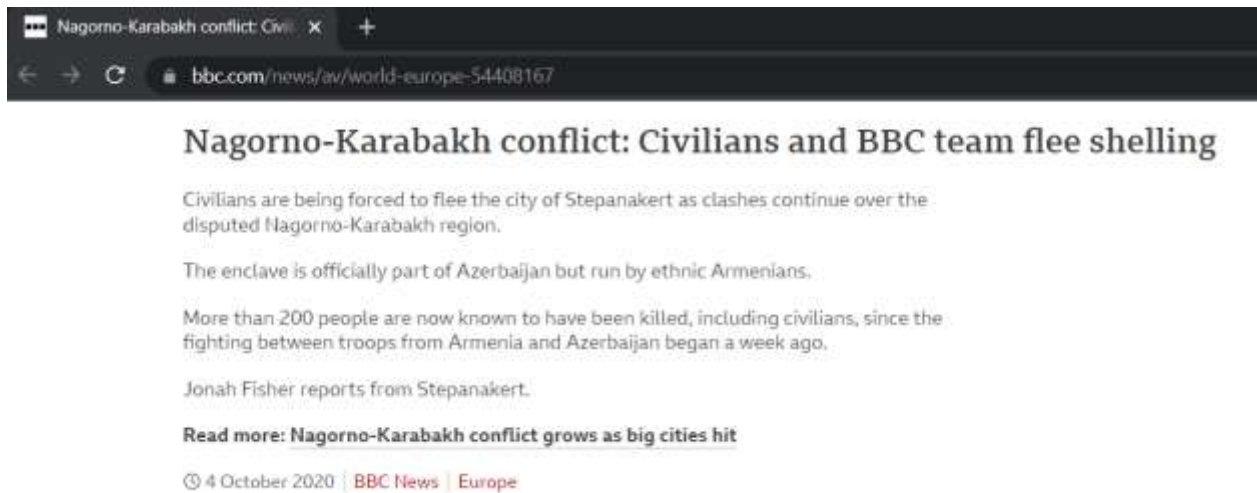 Nagorno-Karabakh conflict: Civil
bbc.com/news/av/world-europe-54408167
Nagorno-Karabakh conflict: Civilians and BBC team flee shelling
Civilians are being forced to flee the city of Stepanakert as clashes continue over the
disputed Nagorno-Karabakh region.
The enclave is officially part of Azerbaijan but run by ethnic Armenians.
More than 200 people are now known to have been killed, including civilians, since the
fighting between troops from Armenia and Azerbaijan began a week ago.
Jonah Fisher reports from Stepanakert.
Read more: Nagorno-Karabakh conflict grows as big cities hit
4 October 2020 | BBC News | Europe